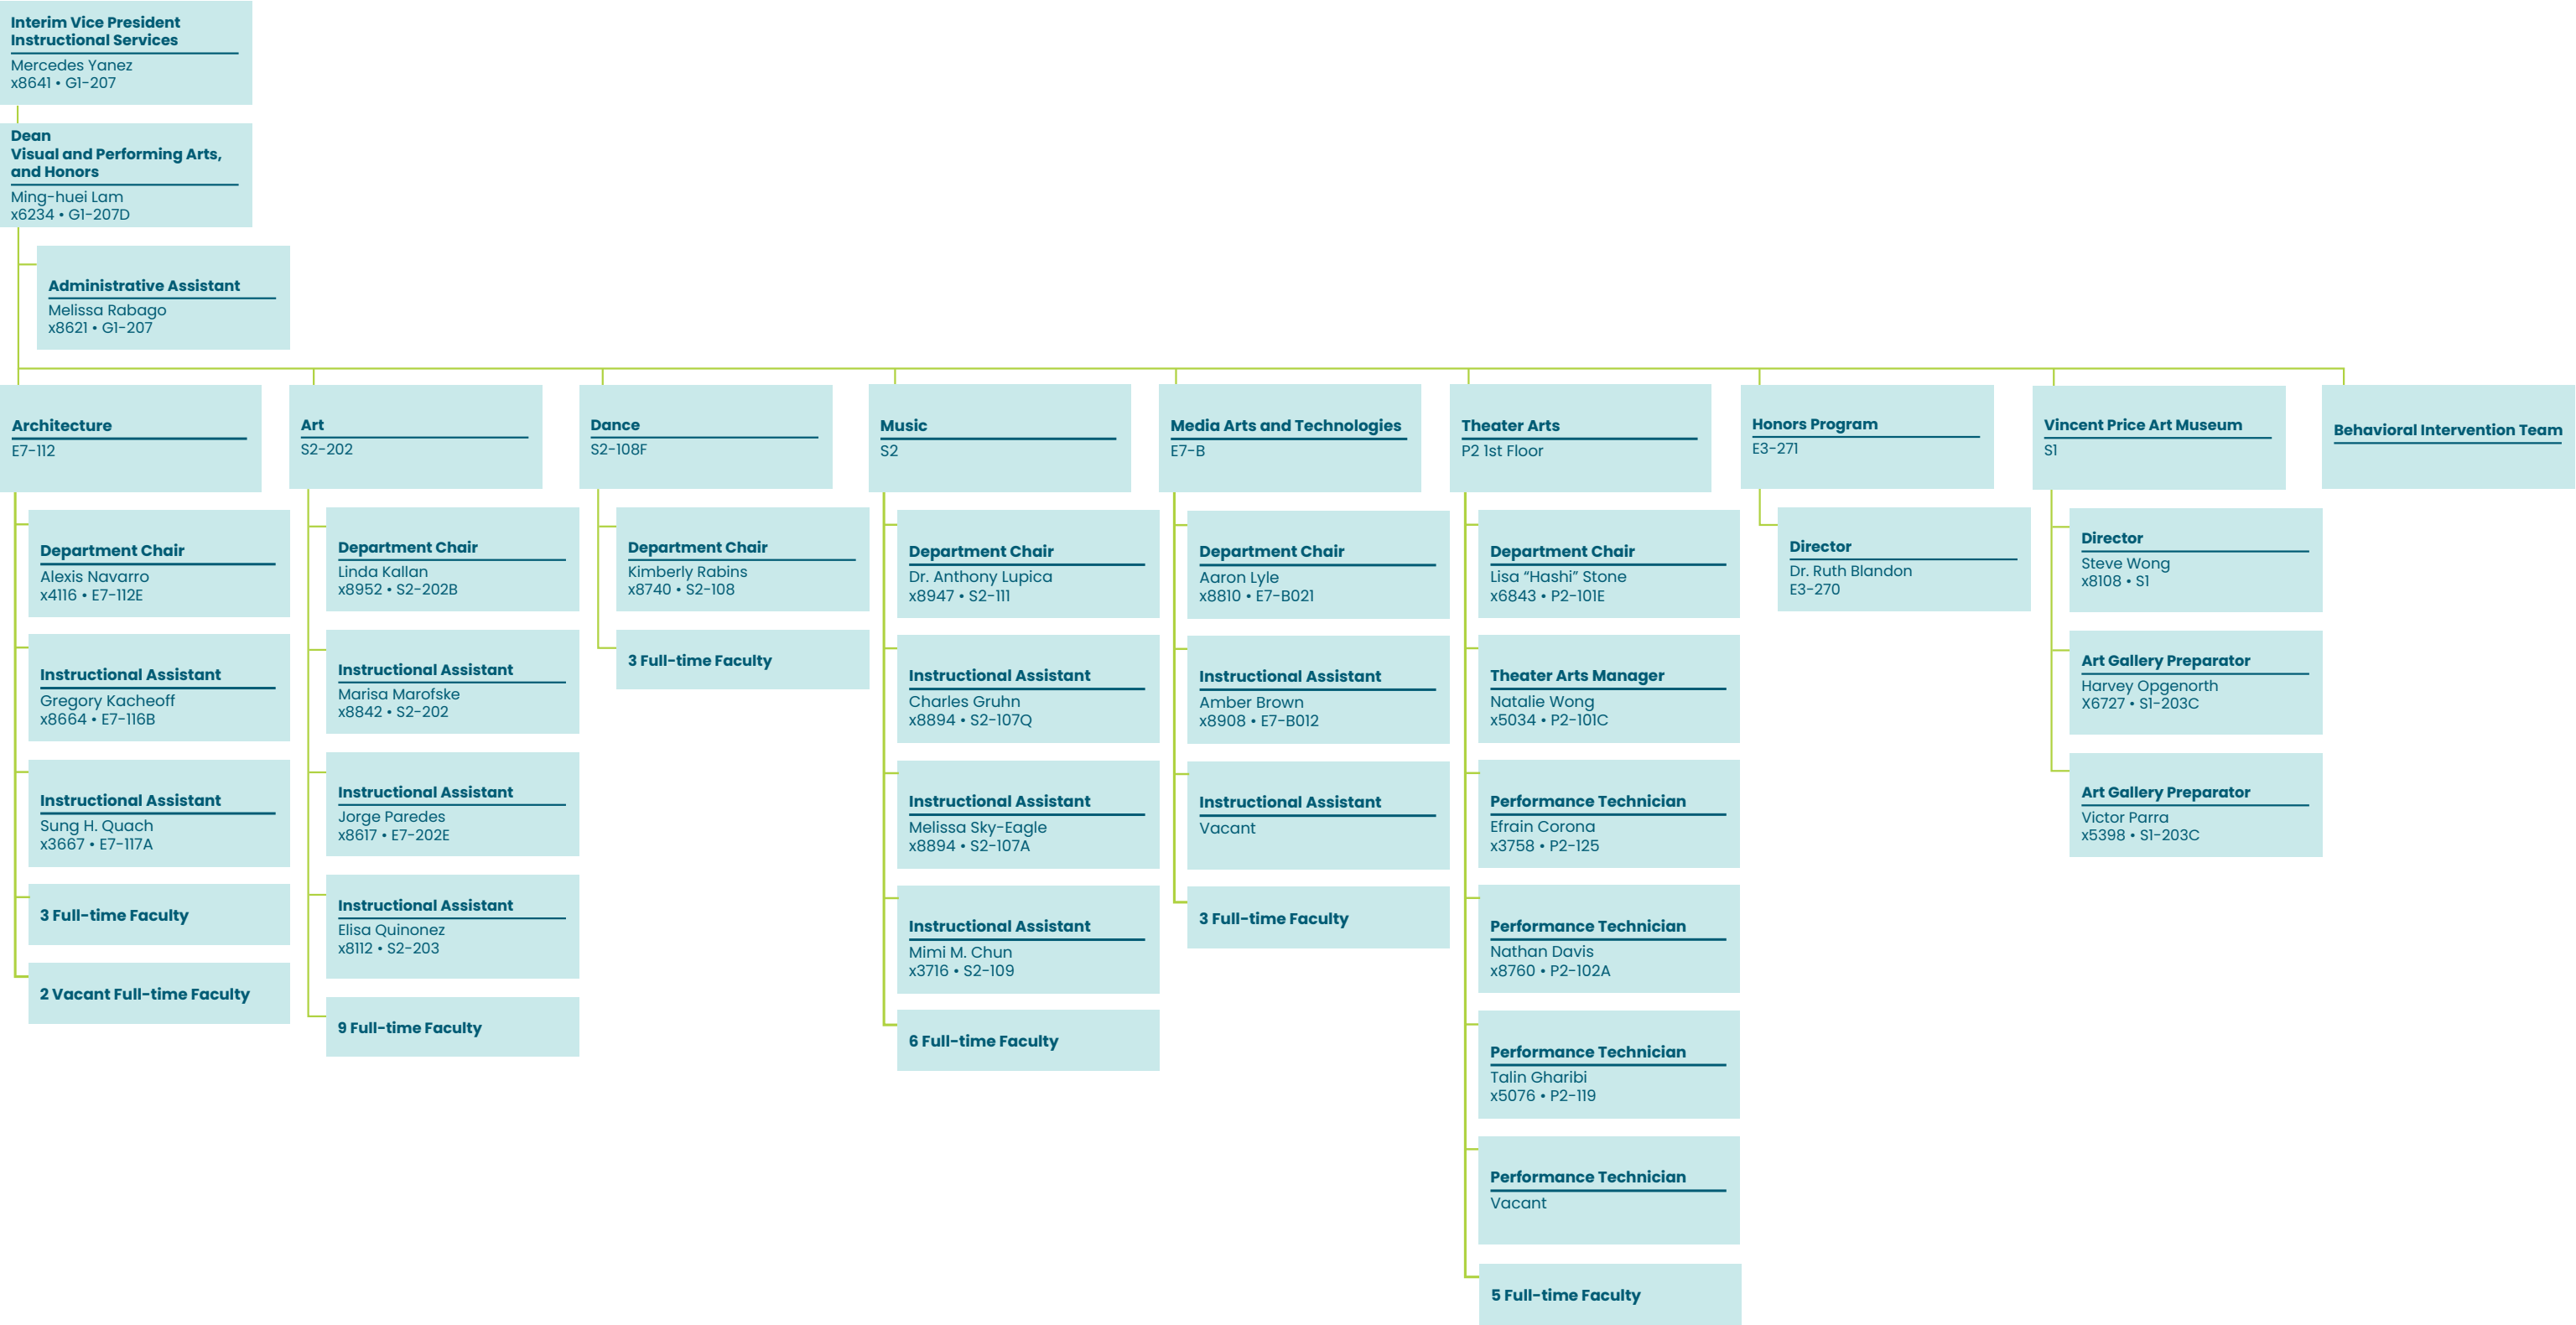 Interim Vice President
Instructional Services
Mercedes Yanez
x8641 • G1-207
Dean
Visual and Performing Arts,
and Honors
Ming-huei Lam
x6234 • G1-207D
Administrative Assistant
Melissa Rabago
x8621 • G1-207
Architecture
E7-112
Department Chair
Alexis Navarro
x4116 • E7-112E
Instructional Assistant
Gregory Kacheoff
x8664 • E7-116B
Instructional Assistant
Sung H. Quach
x3667 • E7-117A
3 Full-time Faculty
2 Vacant Full-time Faculty
Art
S2-202
Department Chair
Linda Kallan
x8952 • S2-202B
Instructional Assistant
Marisa Marofske
x8842 • S2-202
Instructional Assistant
Jorge Paredes
x8617 • E7-202E
Instructional Assistant
Elisa Quinonez
x8112 • S2-203
9 Full-time Faculty
Dance
S2-108F
Department Chair
Kimberly Rabins
x8740 • S2-108
3 Full-time Faculty
Music
S2
Department Chair
Dr. Anthony Lupica
x8947 • S2-111
Instructional Assistant
Charles Gruhn
x8894 • S2-107Q
Instructional Assistant
Melissa Sky-Eagle
x8894 • S2-107A
Instructional Assistant
Mimi M. Chun
x3716 • S2-109
6 Full-time Faculty
Media Arts and Technologies
E7-B
Department Chair
Aaron Lyle
x8810 • E7-B021
Instructional Assistant
Amber Brown
x8908 • E7-B012
Instructional Assistant
Vacant
3 Full-time Faculty
Theater Arts
P2 1st Floor
Department Chair
Lisa “Hashi” Stone
x6843 • P2-101E
Theater Arts Manager
Natalie Wong
x5034 • P2-101C
Performance Technician
Efrain Corona
x3758 • P2-125
Performance Technician
Nathan Davis
x8760 • P2-102A
Performance Technician
Talin Gharibi
x5076 • P2-119
Performance Technician
Vacant
5 Full-time Faculty
Honors Program
E3-271
Director
Dr. Ruth Blandon
E3-270
Vincent Price Art Museum
S1
Director
Steve Wong
x8108 • S1
Art Gallery Preparator
Harvey Opgenorth
X6727 • S1-203C
Art Gallery Preparator
Victor Parra
x5398 • S1-203C
Behavioral Intervention Team